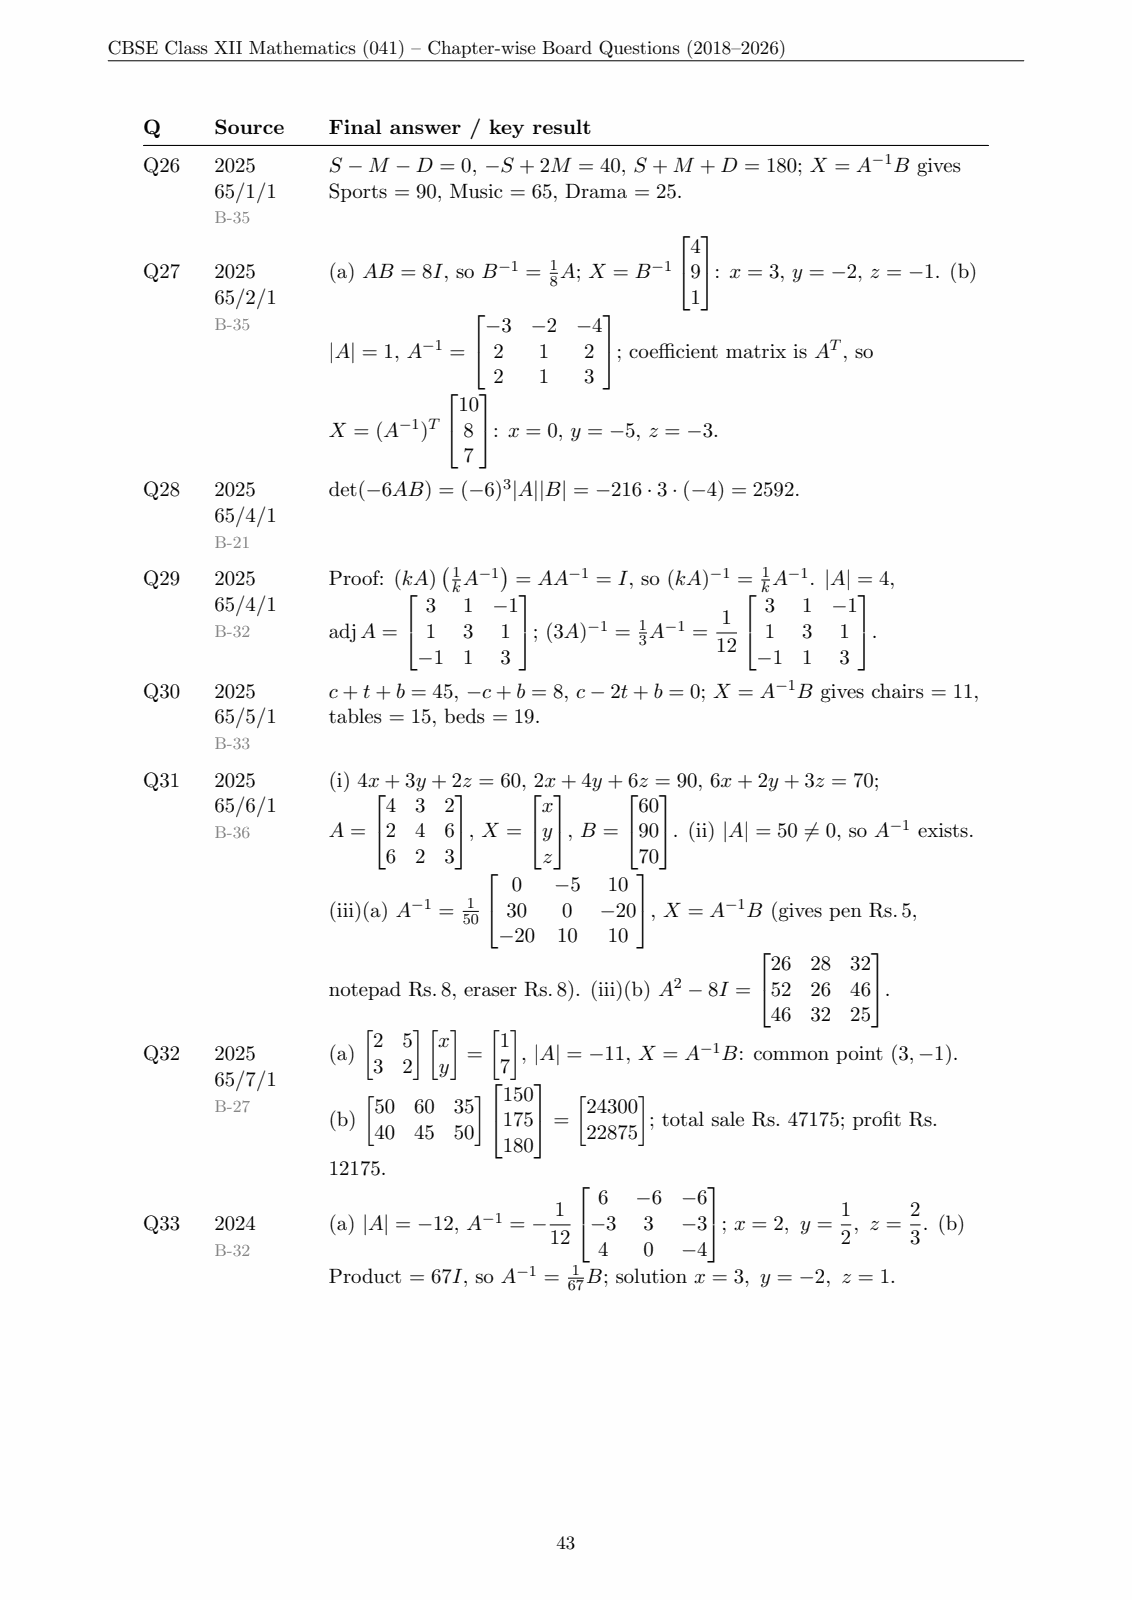 CBSE Class XII Mathematics (041) – Chapter-wise Board Questions (2018–2026)
Q Source Final answer / key result
Q26 2025 S − M − D = 0, −S + 2M = 40, S + M + D = 180; X = A⁻¹B gives
65/1/1 Sports = 90, Music = 65, Drama = 25.
B-35
Q27 2025 (a) AB = 8I, so B⁻¹ = 1/8 A; X = B⁻¹ [4; 9; 1]: x = 3, y = −2, z = −1. (b)
65/2/1
B-35
|A| = 1, A⁻¹ = [−3 −2 −4; 2 1 2; 2 1 3]; coefficient matrix is Aᵀ, so
X = (A⁻¹)ᵀ [10; 8; 7]: x = 0, y = −5, z = −3.
Q28 2025 det(−6AB) = (−6)³|A||B| = −216 · 3 · (−4) = 2592.
65/4/1
B-21
Q29 2025 Proof: (kA) (1/k A⁻¹) = AA⁻¹ = I, so (kA)⁻¹ = 1/k A⁻¹. |A| = 4,
65/4/1
B-32 adj A = [3 1 −1; 1 3 1; −1 1 3]; (3A)⁻¹ = 1/3 A⁻¹ = 1/12 [3 1 −1; 1 3 1; −1 1 3].
Q30 2025 c + t + b = 45, −c + b = 8, c − 2t + b = 0; X = A⁻¹B gives chairs = 11,
65/5/1 tables = 15, beds = 19.
B-33
Q31 2025 (i) 4x + 3y + 2z = 60, 2x + 4y + 6z = 90, 6x + 2y + 3z = 70;
65/6/1
B-36 A = [4 3 2; 2 4 6; 6 2 3], X = [x; y; z], B = [60; 90; 70]. (ii) |A| = 50 ≠ 0, so A⁻¹ exists.
(iii)(a) A⁻¹ = 1/50 [0 −5 10; 30 0 −20; −20 10 10], X = A⁻¹B (gives pen Rs. 5,
notepad Rs. 8, eraser Rs. 8). (iii)(b) A² − 8I = [26 28 32; 52 26 46; 46 32 25].
Q32 2025 (a) [2 5; 3 2] [x; y] = [1; 7], |A| = −11, X = A⁻¹B: common point (3, −1).
65/7/1
B-27 (b) [50 60 35; 40 45 50] [150; 175; 180] = [24300; 22875]; total sale Rs. 47175; profit Rs.
12175.
Q33 2024 (a) |A| = −12, A⁻¹ = −1/12 [6 −6 −6; −3 3 −3; 4 0 −4]; x = 2, y = 1/2, z = 2/3. (b)
B-32
Product = 67I, so A⁻¹ = 1/67 B; solution x = 3, y = −2, z = 1.
43